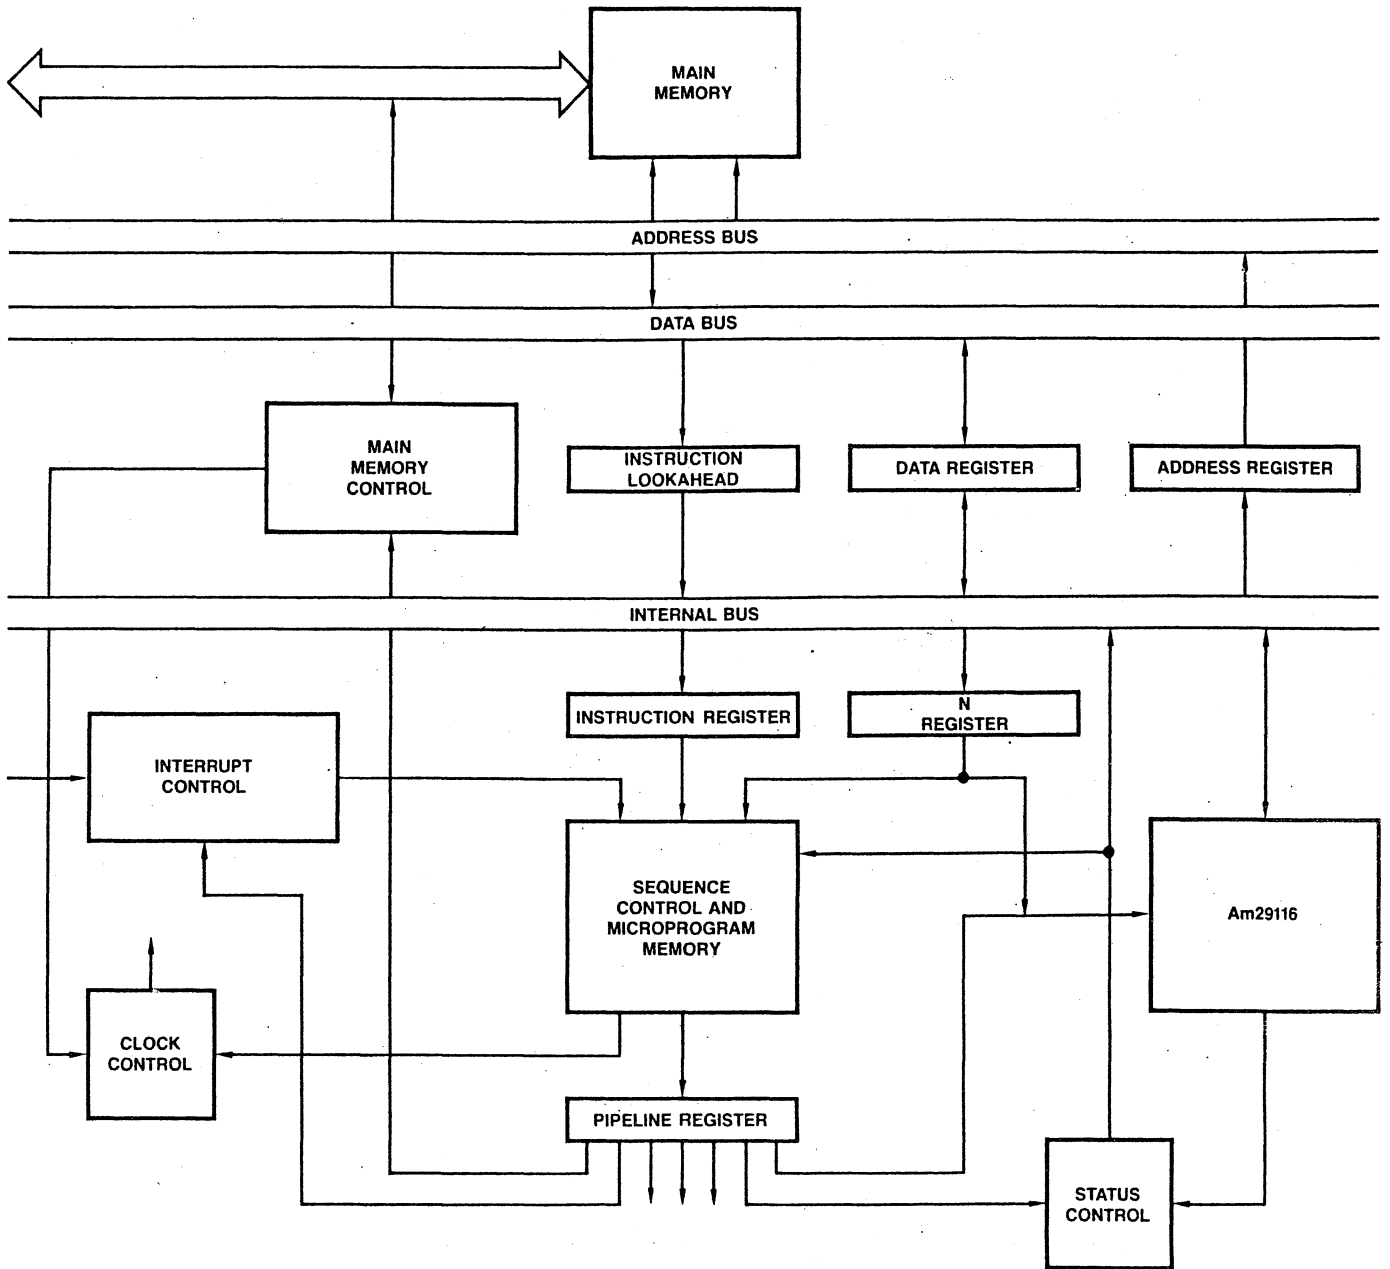 MAIN
MEMORY
ADDRESS BUS
DATA BUS
MAIN
MEMORY
CONTROL
INSTRUCTION
LOOKAHEAD
DATA REGISTER
ADDRESS REGISTER
INTERNAL BUS
INSTRUCTION REGISTER
N
REGISTER
INTERRUPT
CONTROL
SEQUENCE
CONTROL AND
MICROPROGRAM
MEMORY
Am29116
CLOCK
CONTROL
PIPELINE REGISTER
STATUS
CONTROL